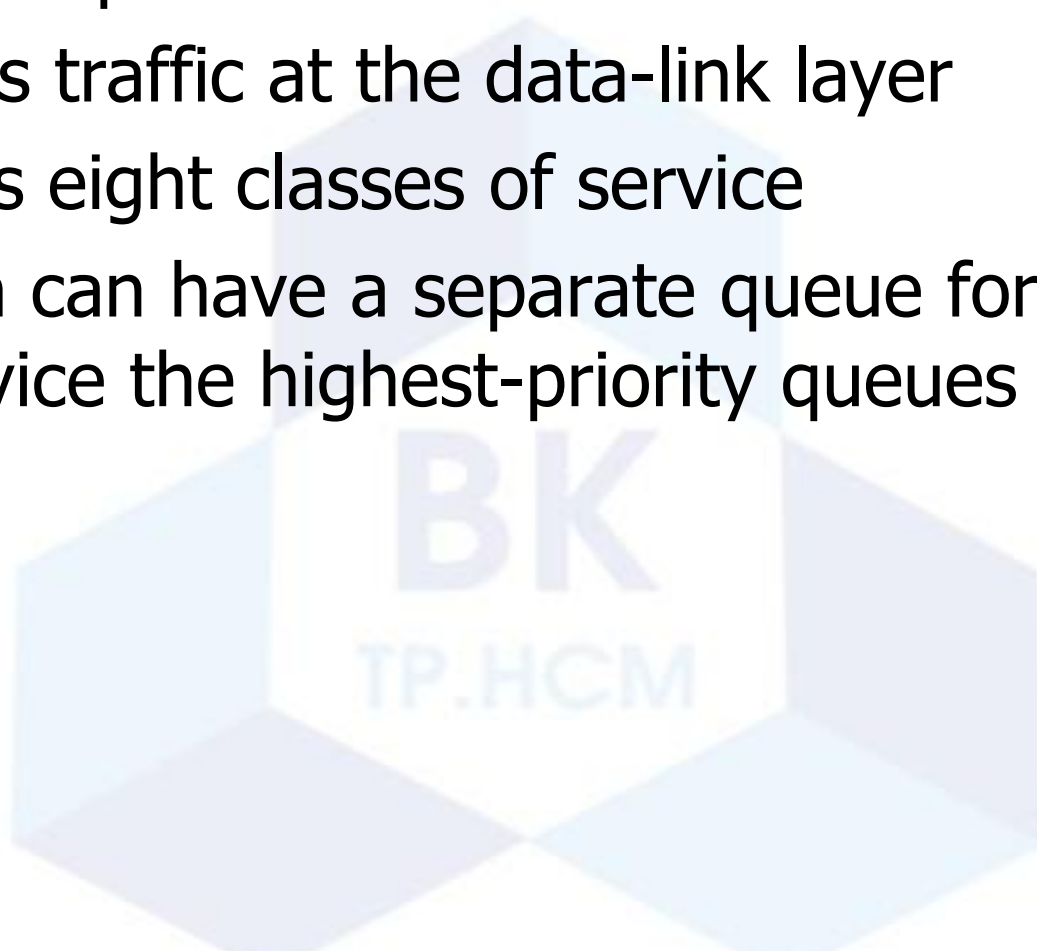 s traffic at the data-link layer
s eight classes of service
can have a separate queue for
vice the highest-priority queues
BK
TP.HCM